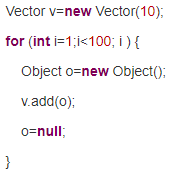 Vector v=new Vector(10);
for (int i=1;i<100; i ) {
Object o=new Object();
v.add(o);
o=null;
}